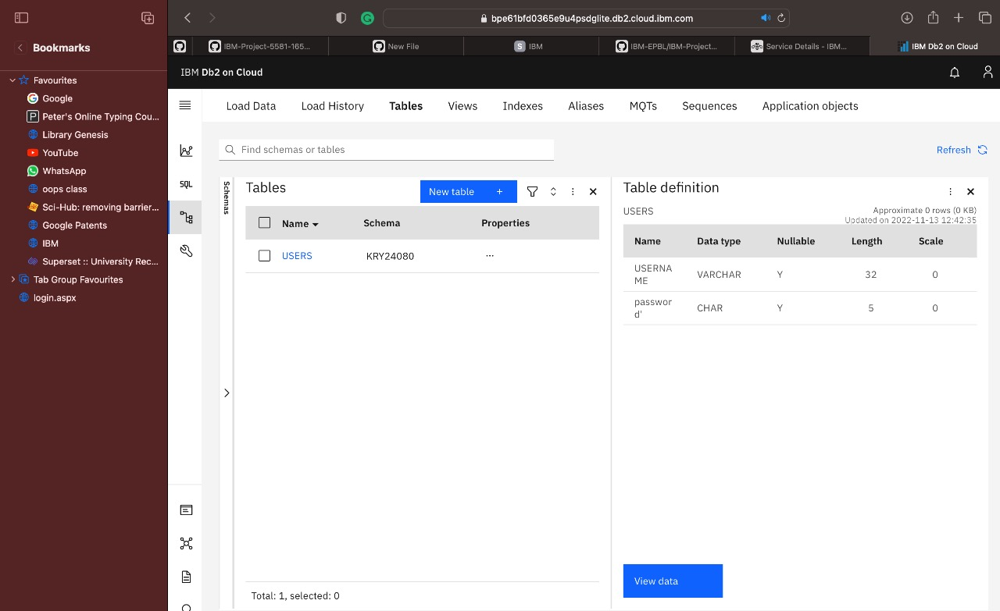 Bookmarks
Favourites
Google
Peter's Online Typing Cou...
Library Genesis
YouTube
WhatsApp
oops class
Sci-Hub: removing barrier...
Google Patents
IBM
Superset :: University Rec...
Tab Group Favourites
login.aspx
bpe61bfd0365e9u4psdglite.db2.cloud.ibm.com
IBM-Project-5581-165...
New File
S IBM
IBM-EPBL/IBM-Project...
Service Details - IBM...
IBM Db2 on Cloud
IBM Db2 on Cloud
Load Data
Load History
Tables
Views
Indexes
Aliases
MQTs
Sequences
Application objects
SQL
Find schemas or tables
Refresh
Schemas
Tables
New table +
Name
Schema
Properties
USERS
KRY24080
...
Total: 1, selected: 0
Table definition
USERS
Approximate 0 rows (0 KB)
Updated on 2022-11-13 12:42:35
Name Data type Nullable Length Scale
USERNA
ME
VARCHAR Y 32 0
passwor
d'
CHAR Y 5 0
View data